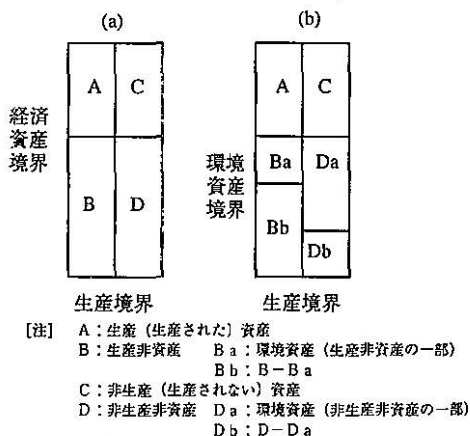 (a)
(b)
A
C
A
C
経済
資産
境界
環境
資産
境界
Ba
Da
B
D
Bb
Db
生産境界
生産境界
[注] A:生産(生産された)資産
B:生産非資産 Ba:環境資産(生産非資産の一部)
Bb:B-Ba
C:非生産(生産されない)資産
D:非生産非資産 Da:環境資産(非生産非資産の一部)
Db:D-Da